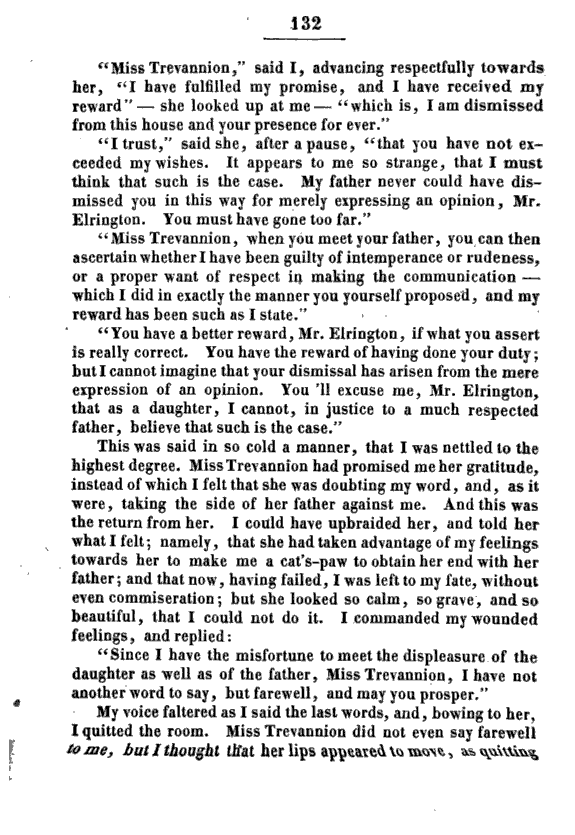 132
“Miss Trevannion,” said I, advancing respectfully towards
her, “I have fulfilled my promise, and I have received my
reward” — she looked up at me — “which is, I am dismissed
from this house and your presence for ever.”
“I trust,” said she, after a pause, “that you have not ex-
ceeded my wishes. It appears to me so strange, that I must
think that such is the case. My father never could have dis-
missed you in this way for merely expressing an opinion, Mr.
Elrington. You must have gone too far.”
“Miss Trevannion, when you meet your father, you can then
ascertain whether I have been guilty of intemperance or rudeness,
or a proper want of respect in making the communication —
which I did in exactly the manner you yourself proposed, and my
reward has been such as I state.”
“You have a better reward, Mr. Elrington, if what you assert
is really correct. You have the reward of having done your duty;
but I cannot imagine that your dismissal has arisen from the mere
expression of an opinion. You 'll excuse me, Mr. Elrington,
that as a daughter, I cannot, in justice to a much respected
father, believe that such is the case.”
This was said in so cold a manner, that I was nettled to the
highest degree. Miss Trevannion had promised me her gratitude,
instead of which I felt that she was doubting my word, and, as it
were, taking the side of her father against me. And this was
the return from her. I could have upbraided her, and told her
what I felt; namely, that she had taken advantage of my feelings
towards her to make me a cat's-paw to obtain her end with her
father; and that now, having failed, I was left to my fate, without
even commiseration; but she looked so calm, so grave, and so
beautiful, that I could not do it. I commanded my wounded
feelings, and replied:
“Since I have the misfortune to meet the displeasure of the
daughter as well as of the father, Miss Trevannion, I have not
another word to say, but farewell, and may you prosper.”
My voice faltered as I said the last words, and, bowing to her,
I quitted the room. Miss Trevannion did not even say farewell
to me, but I thought that her lips appeared to move, as quitting